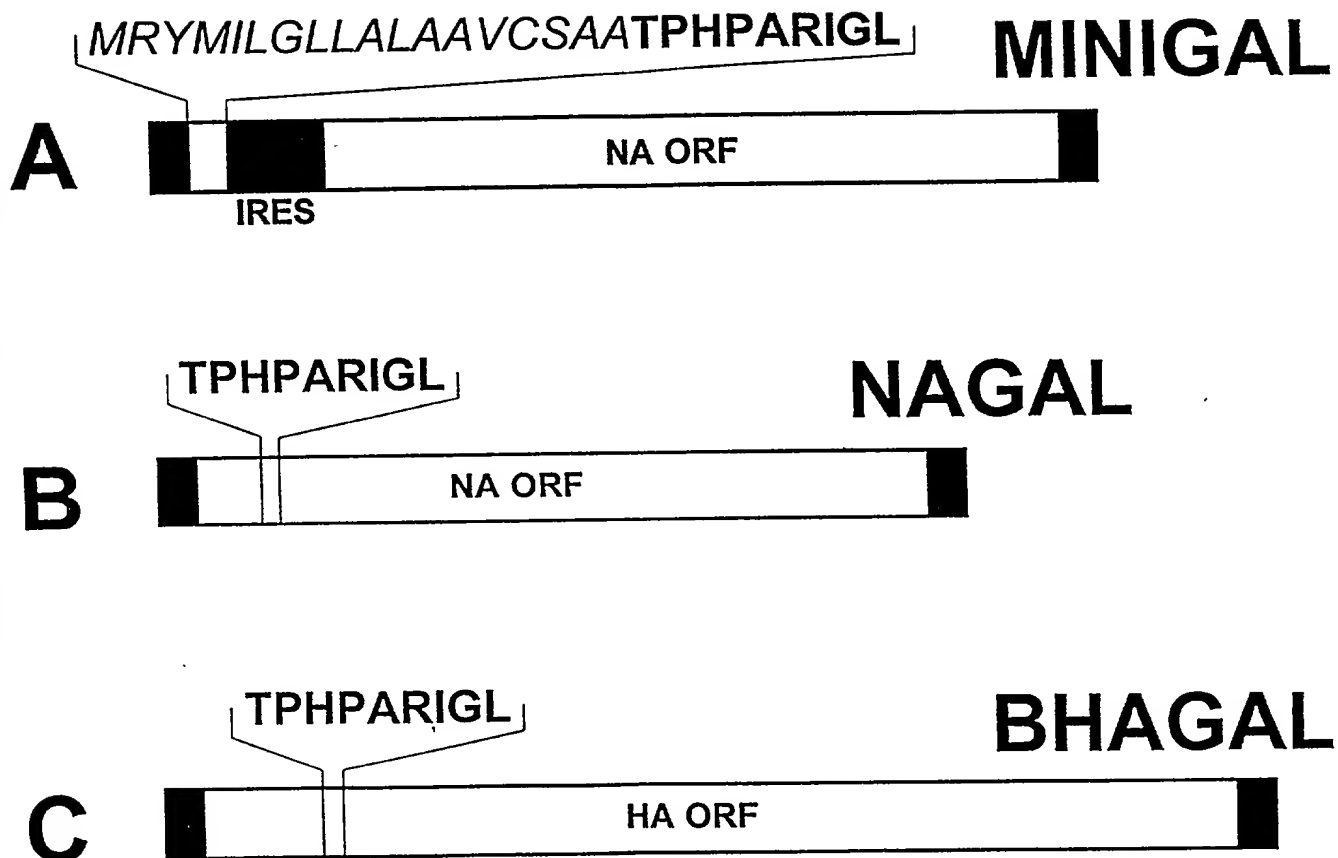 MRYMILGLLALAAVCSAATPHPARIGL
MINIGAL
A
NA ORF
IRES
TPHPARIGL
NAGAL
B
NA ORF
TPHPARIGL
BHAGAL
C
HA ORF